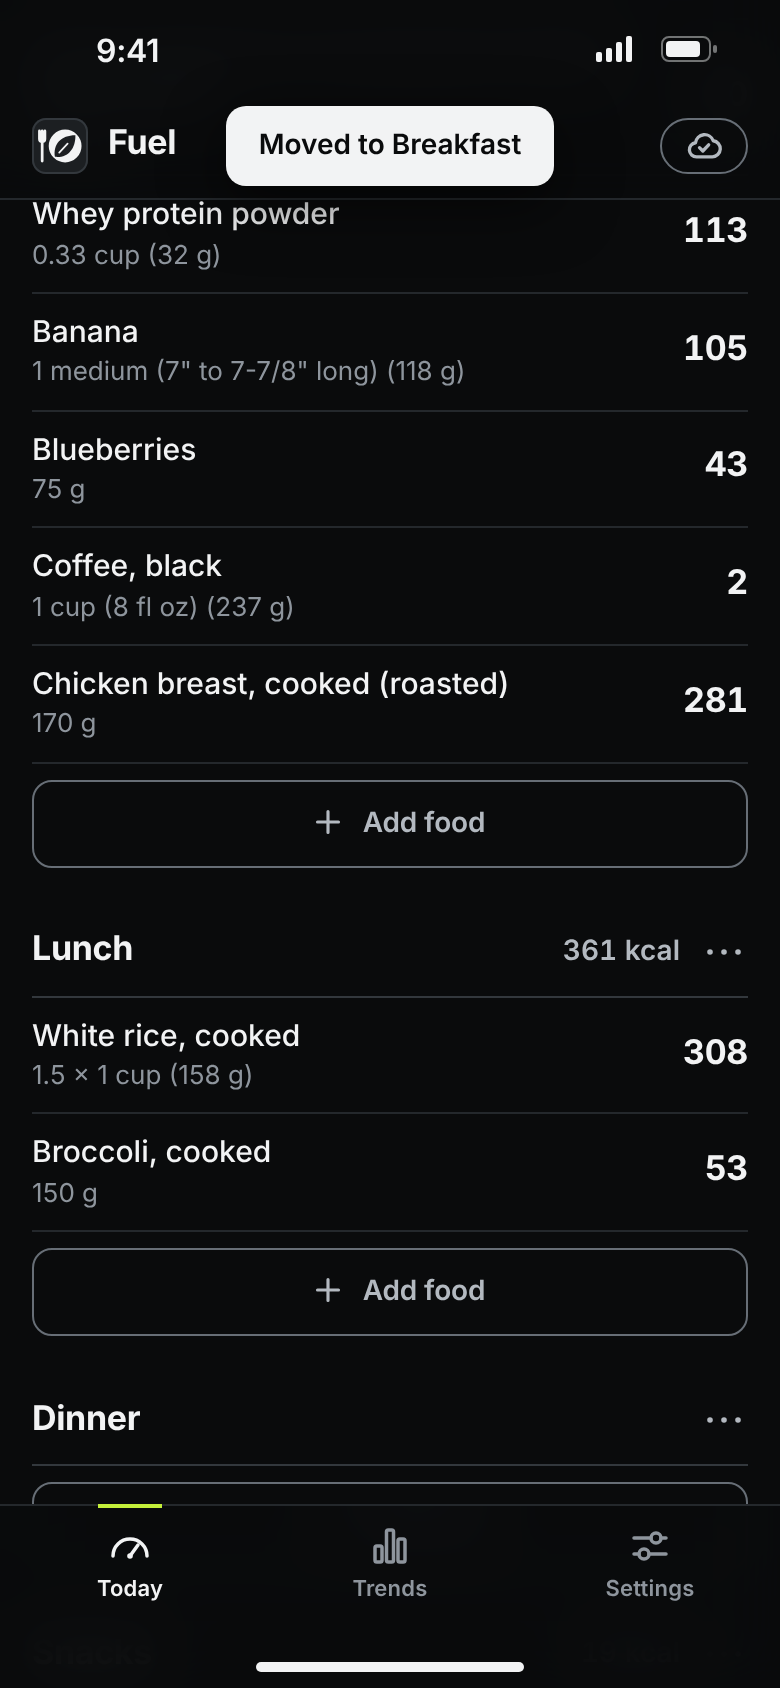 9:41
Fuel
Moved to Breakfast
Whey protein powder
113
0.33 cup (32 g)
Banana
105
1 medium (7" to 7-7/8" long) (118 g)
Blueberries
43
75 g
Coffee, black
2
1 cup (8 fl oz) (237 g)
Chicken breast, cooked (roasted)
281
170 g
+ Add food
Lunch
361 kcal
White rice, cooked
308
1.5 × 1 cup (158 g)
Broccoli, cooked
53
150 g
+ Add food
Dinner
Today
Trends
Settings
Snacks